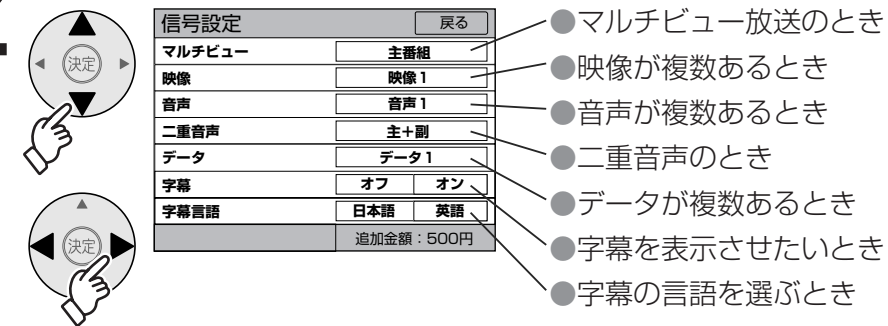 信号設定 戻る
マルチビュー 主番組
映像 映像1
音声 音声1
二重音声 主+副
データ データ1
字幕 オフ オン
字幕言語 日本語 英語
追加金額：500円
決定
決定
●マルチビュー放送のとき
●映像が複数あるとき
●音声が複数あるとき
●二重音声のとき
●データが複数あるとき
●字幕を表示させたいとき
●字幕の言語を選ぶとき